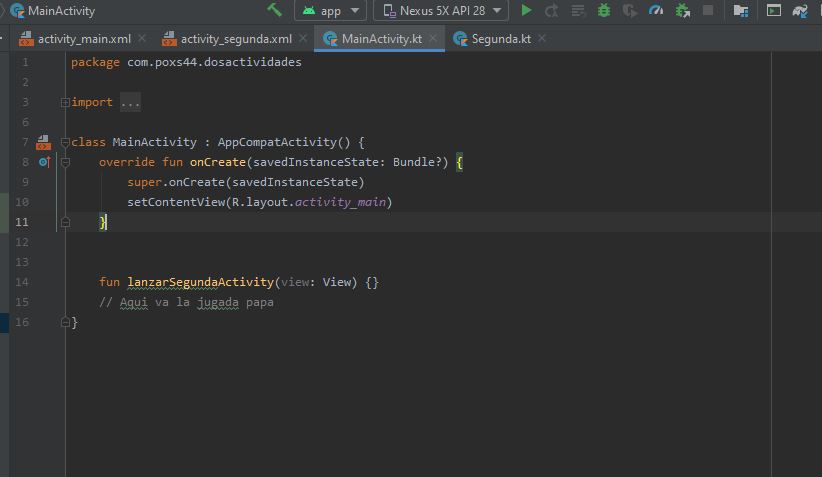 MainActivity app Nexus 5X API 28
activity_main.xml activity_segunda.xml MainActivity.kt Segunda.kt
1 package com.poxs44.dosactividades
2
3 import ...
6
7 class MainActivity : AppCompatActivity() {
8 override fun onCreate(savedInstanceState: Bundle?) {
9 super.onCreate(savedInstanceState)
10 setContentView(R.layout.activity_main)
11 }
12
13
14 fun lanzarSegundaActivity(view: View) {}
15 // Aqui va la jugada papa
16 }